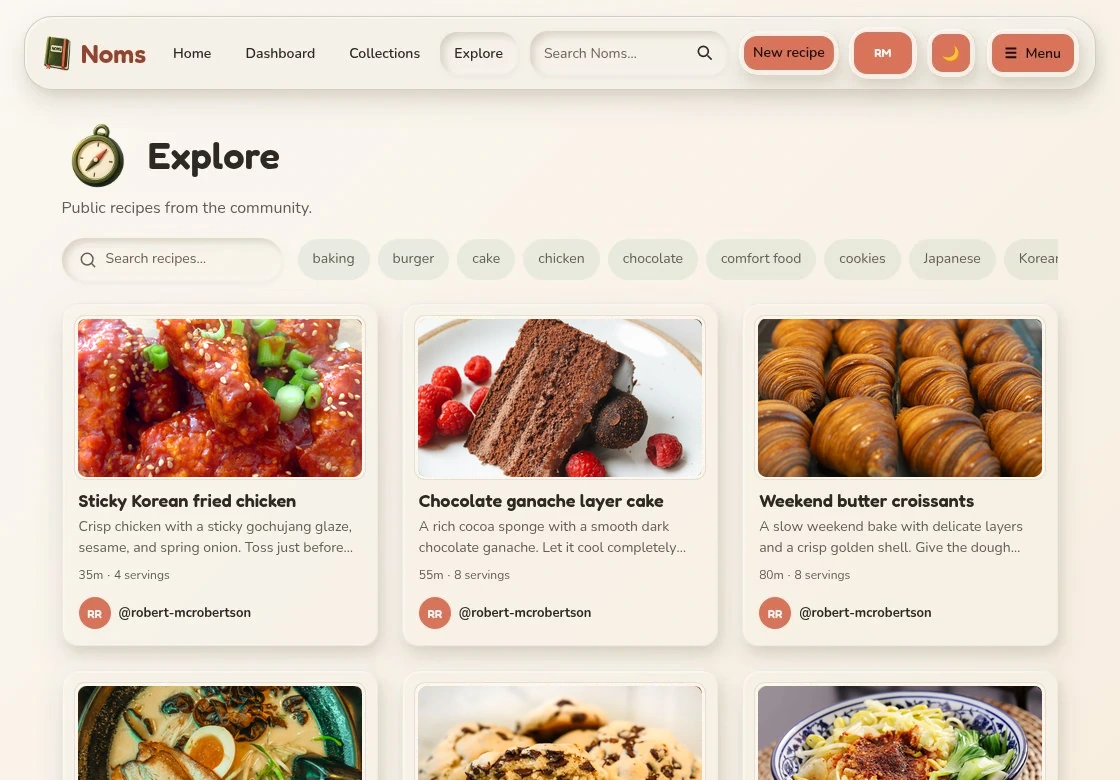 Noms
Home
Dashboard
Collections
Explore
Search Noms...
New recipe
RM
Menu
Explore
Public recipes from the community.
Search recipes...
baking
burger
cake
chicken
chocolate
comfort food
cookies
Japanese
Korean
Sticky Korean fried chicken
Crisp chicken with a sticky gochujang glaze,
sesame, and spring onion. Toss just before...
35m · 4 servings
RR
@robert-mcrobertson
Chocolate ganache layer cake
A rich cocoa sponge with a smooth dark
chocolate ganache. Let it cool completely...
55m · 8 servings
RR
@robert-mcrobertson
Weekend butter croissants
A slow weekend bake with delicate layers
and a crisp golden shell. Give the dough...
80m · 8 servings
RR
@robert-mcrobertson